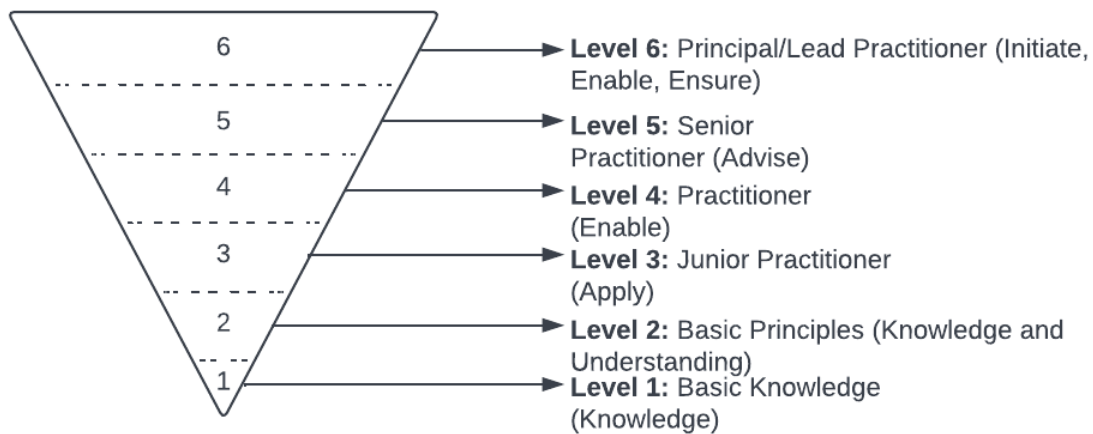 6
Level 6: Principal/Lead Practitioner (Initiate,
Enable, Ensure)
5
Level 5: Senior
Practitioner (Advise)
4
Level 4: Practitioner
(Enable)
3
Level 3: Junior Practitioner
(Apply)
2
Level 2: Basic Principles (Knowledge and
Understanding)
1
Level 1: Basic Knowledge
(Knowledge)